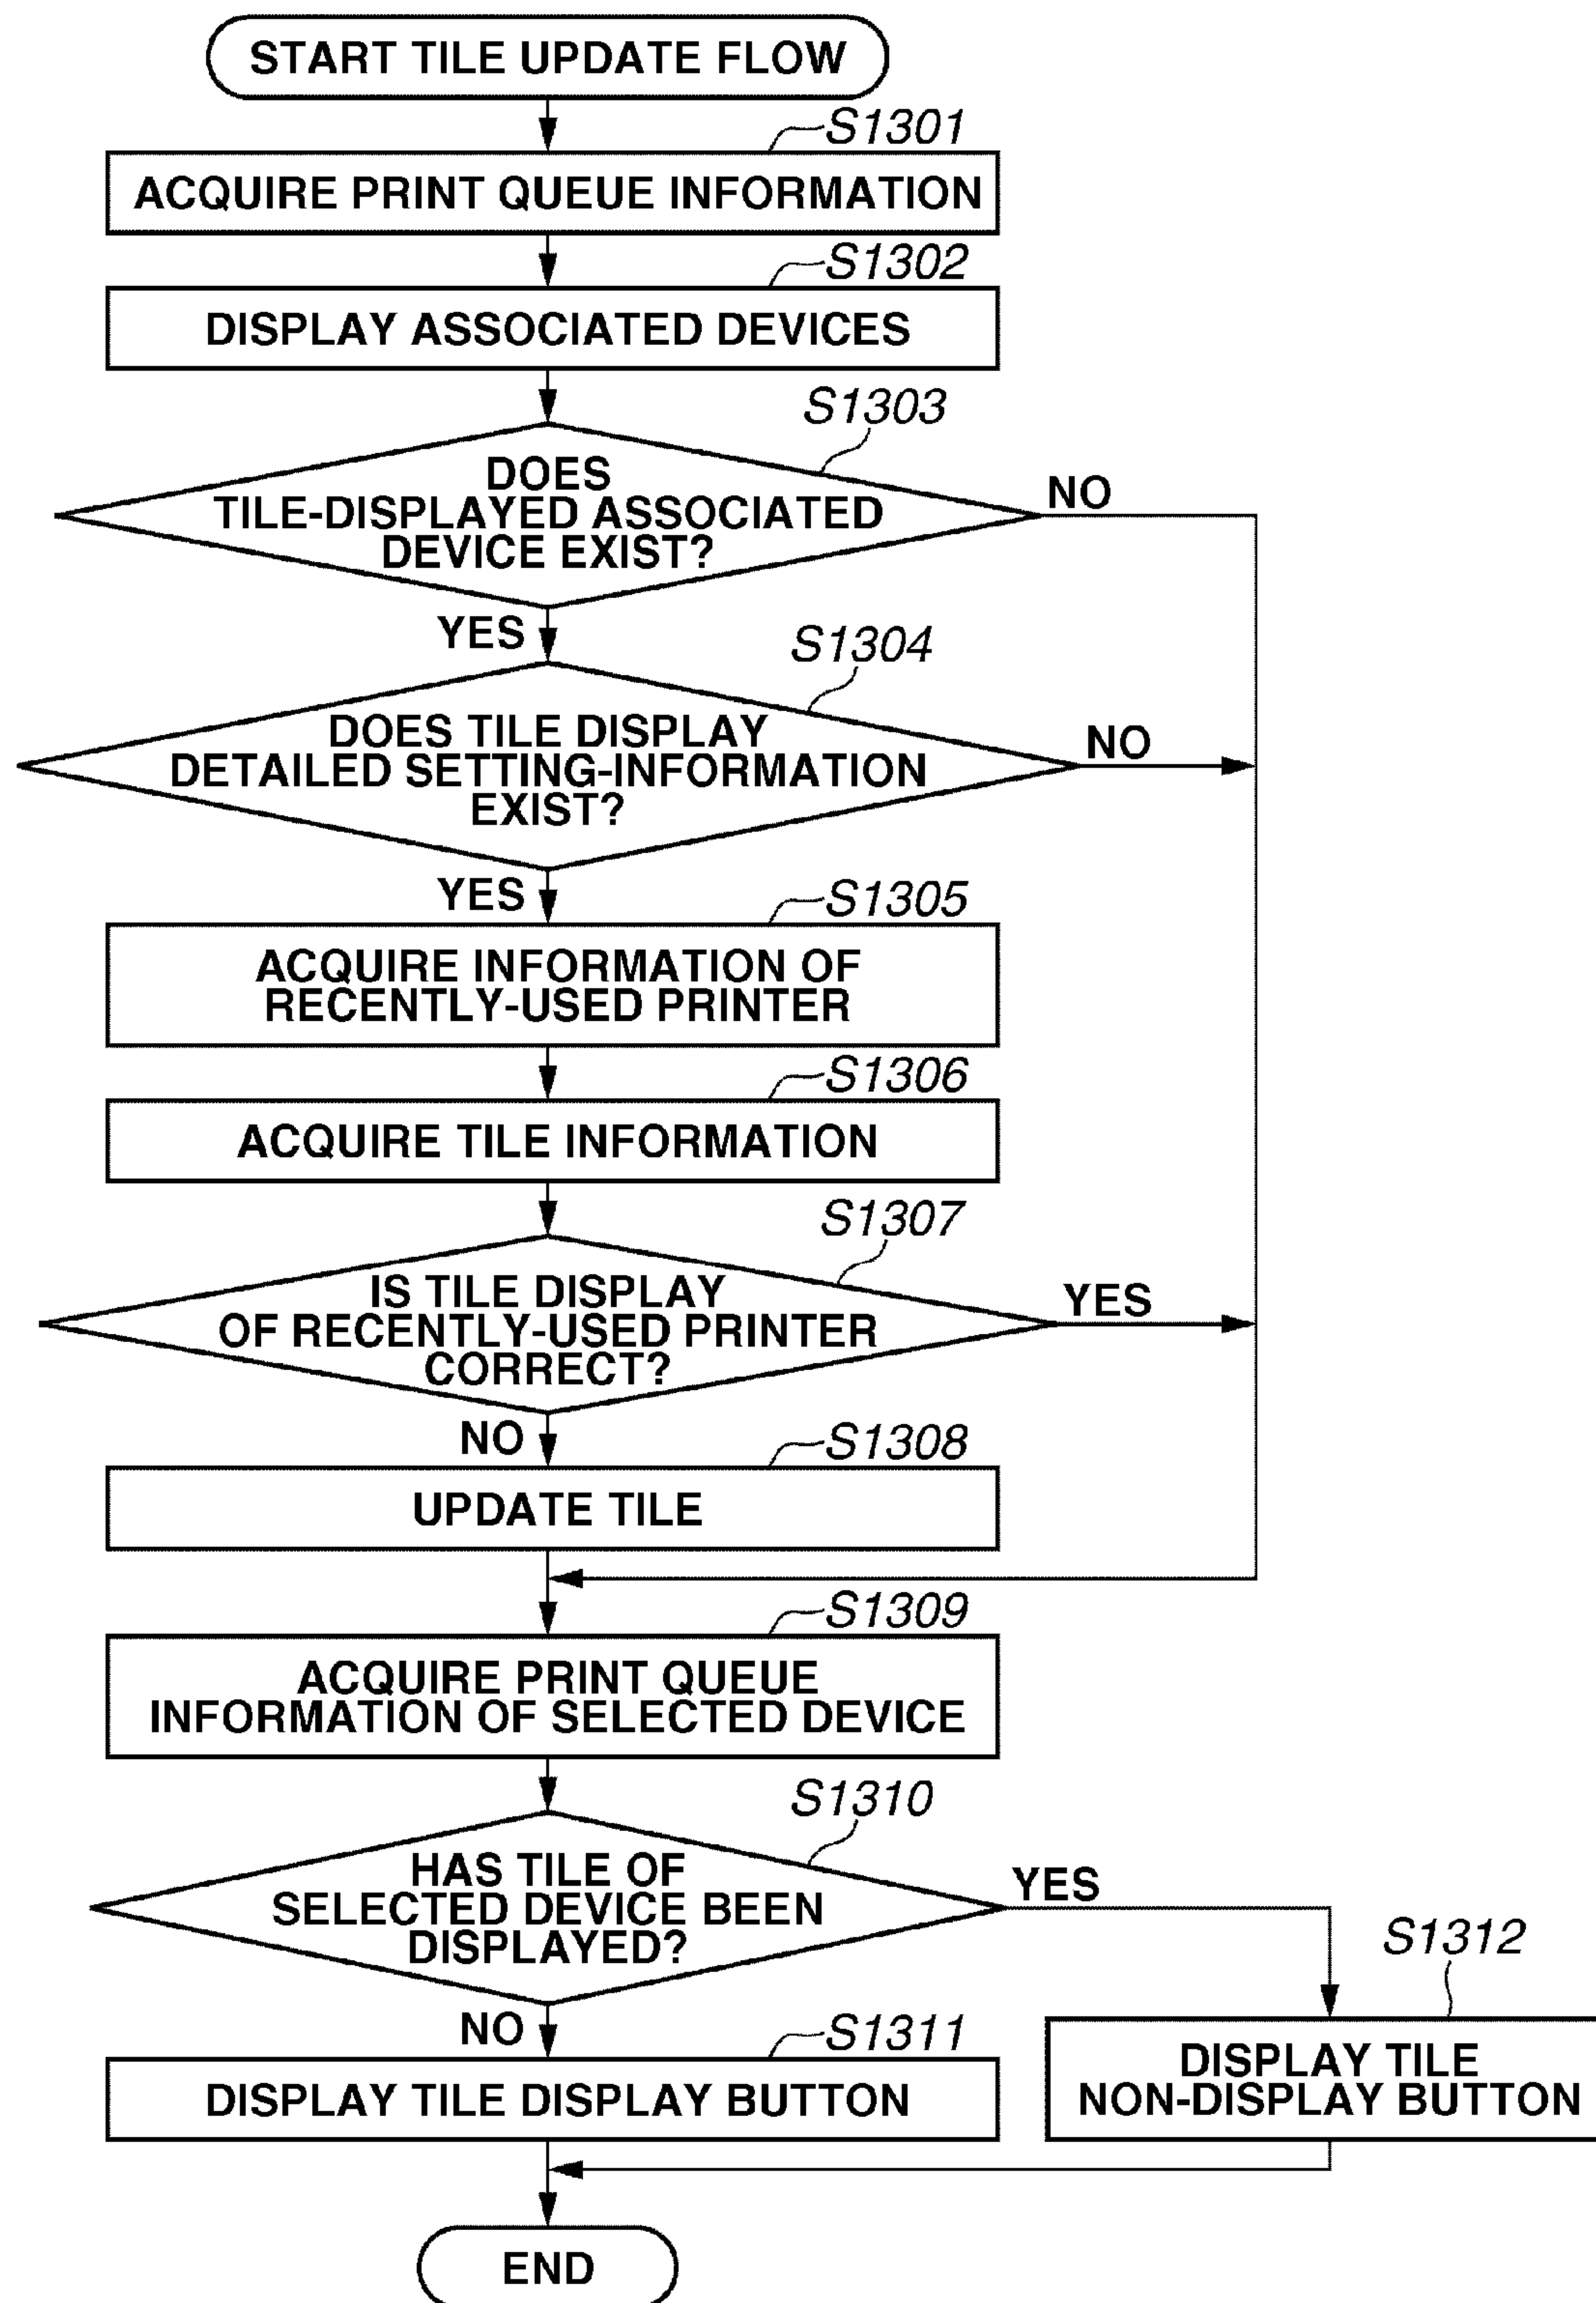 START TILE UPDATE FLOW
S1301
ACQUIRE PRINT QUEUE INFORMATION
S1302
DISPLAY ASSOCIATED DEVICES
S1303
DOES
TILE-DISPLAYED ASSOCIATED
DEVICE EXIST?
NO
YES
S1304
DOES TILE DISPLAY
DETAILED SETTING-INFORMATION
EXIST?
NO
YES
S1305
ACQUIRE INFORMATION OF
RECENTLY-USED PRINTER
S1306
ACQUIRE TILE INFORMATION
S1307
IS TILE DISPLAY
OF RECENTLY-USED PRINTER
CORRECT?
YES
NO
S1308
UPDATE TILE
S1309
ACQUIRE PRINT QUEUE
INFORMATION OF SELECTED DEVICE
S1310
HAS TILE OF
SELECTED DEVICE BEEN
DISPLAYED?
YES
NO
S1311
DISPLAY TILE DISPLAY BUTTON
S1312
DISPLAY TILE
NON-DISPLAY BUTTON
END